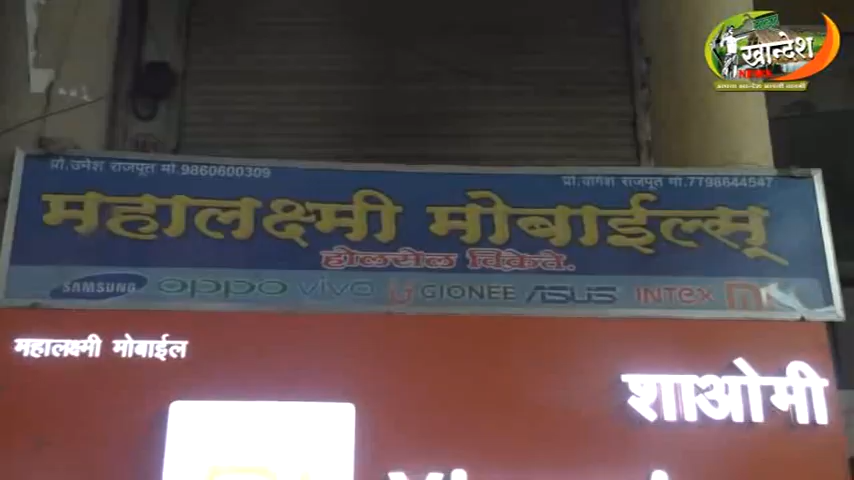 खान्देश
NEWS
प्रो.उमेश राजपूत मो.9860600309
प्रो.योगेश राजपूत मो.7798644547
महालक्ष्मी मोबाईल्स्
होलसेल विक्रेते.
SAMSUNG oppo vivo GIONEE ASUS INTEX
महालक्ष्मी मोबाईल
शाओमी